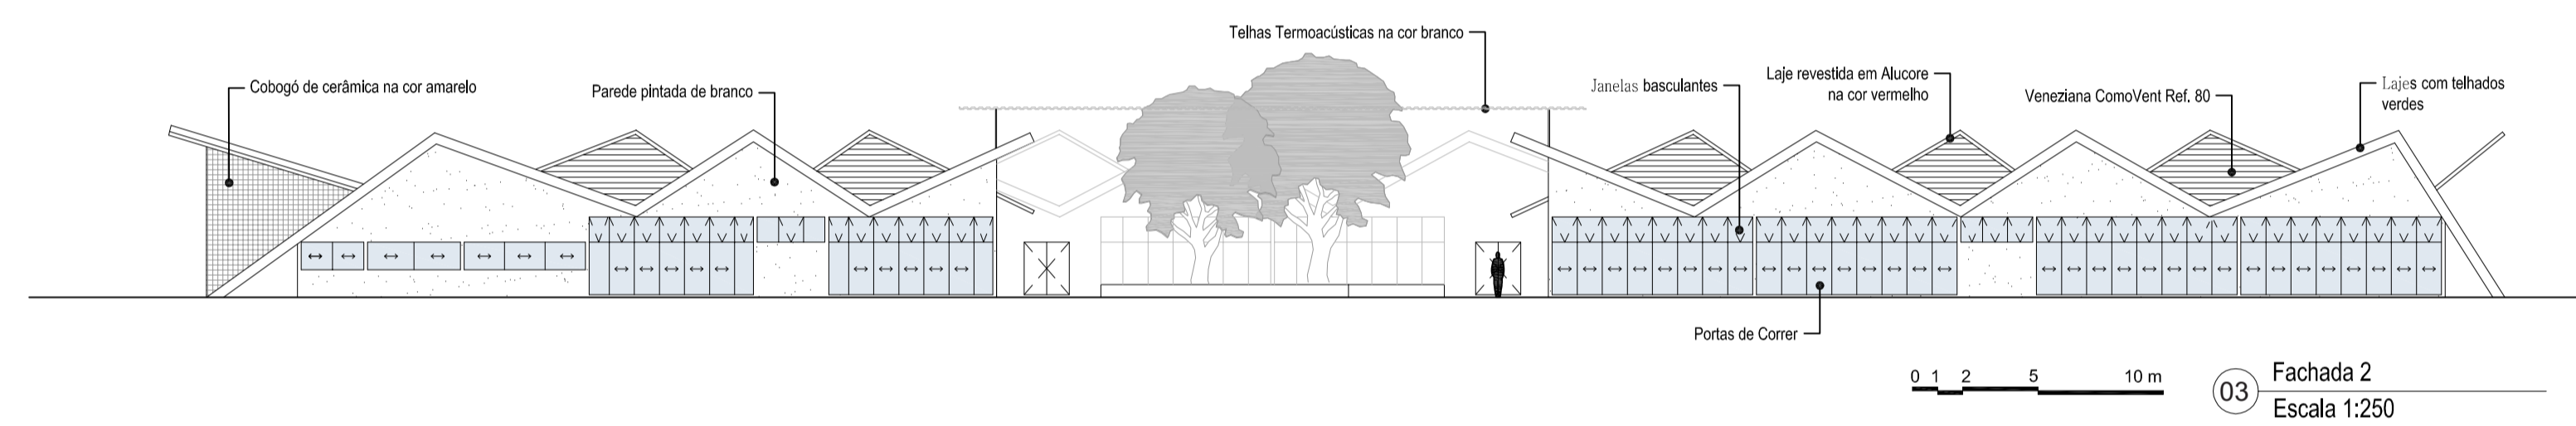 Telhas Termoacústicas na cor branco
Cobogó de cerâmica na cor amarelo
Parede pintada de branco
Janelas basculantes
Laje revestida em Alucore
na cor vermelho
Veneziana ComoVent Ref. 80
Lajes com telhados
verdes
Portas de Correr
0 1 2 5 10 m
03
Fachada 2
Escala 1:250